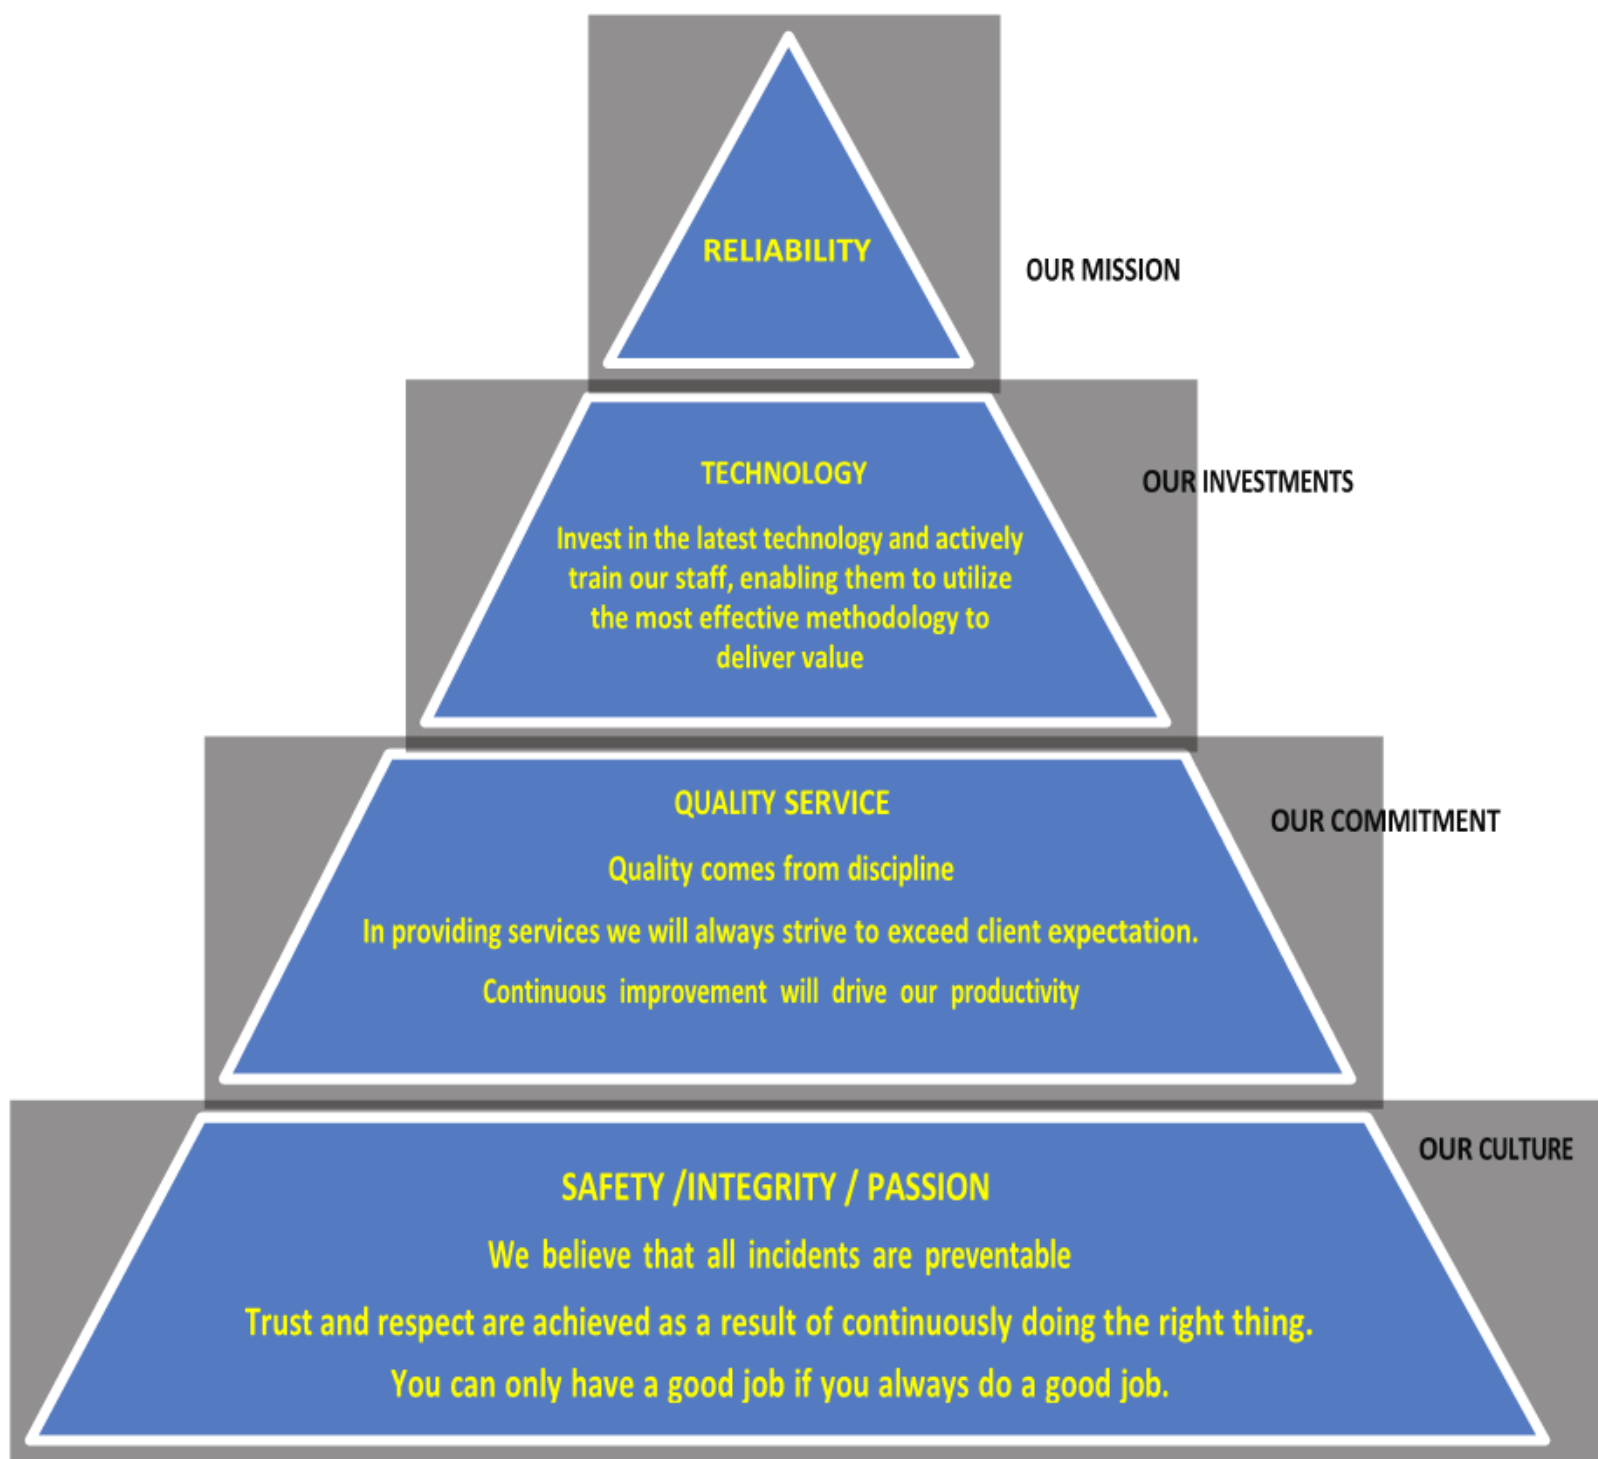 RELIABILITY
OUR MISSION
TECHNOLOGY
OUR INVESTMENTS
Invest in the latest technology and actively
train our staff, enabling them to utilize
the most effective methodology to
deliver value
QUALITY SERVICE
OUR COMMITMENT
Quality comes from discipline
In providing services we will always strive to exceed client expectation.
Continuous improvement will drive our productivity
OUR CULTURE
SAFETY /INTEGRITY / PASSION
We believe that all incidents are preventable
Trust and respect are achieved as a result of continuously doing the right thing.
You can only have a good job if you always do a good job.